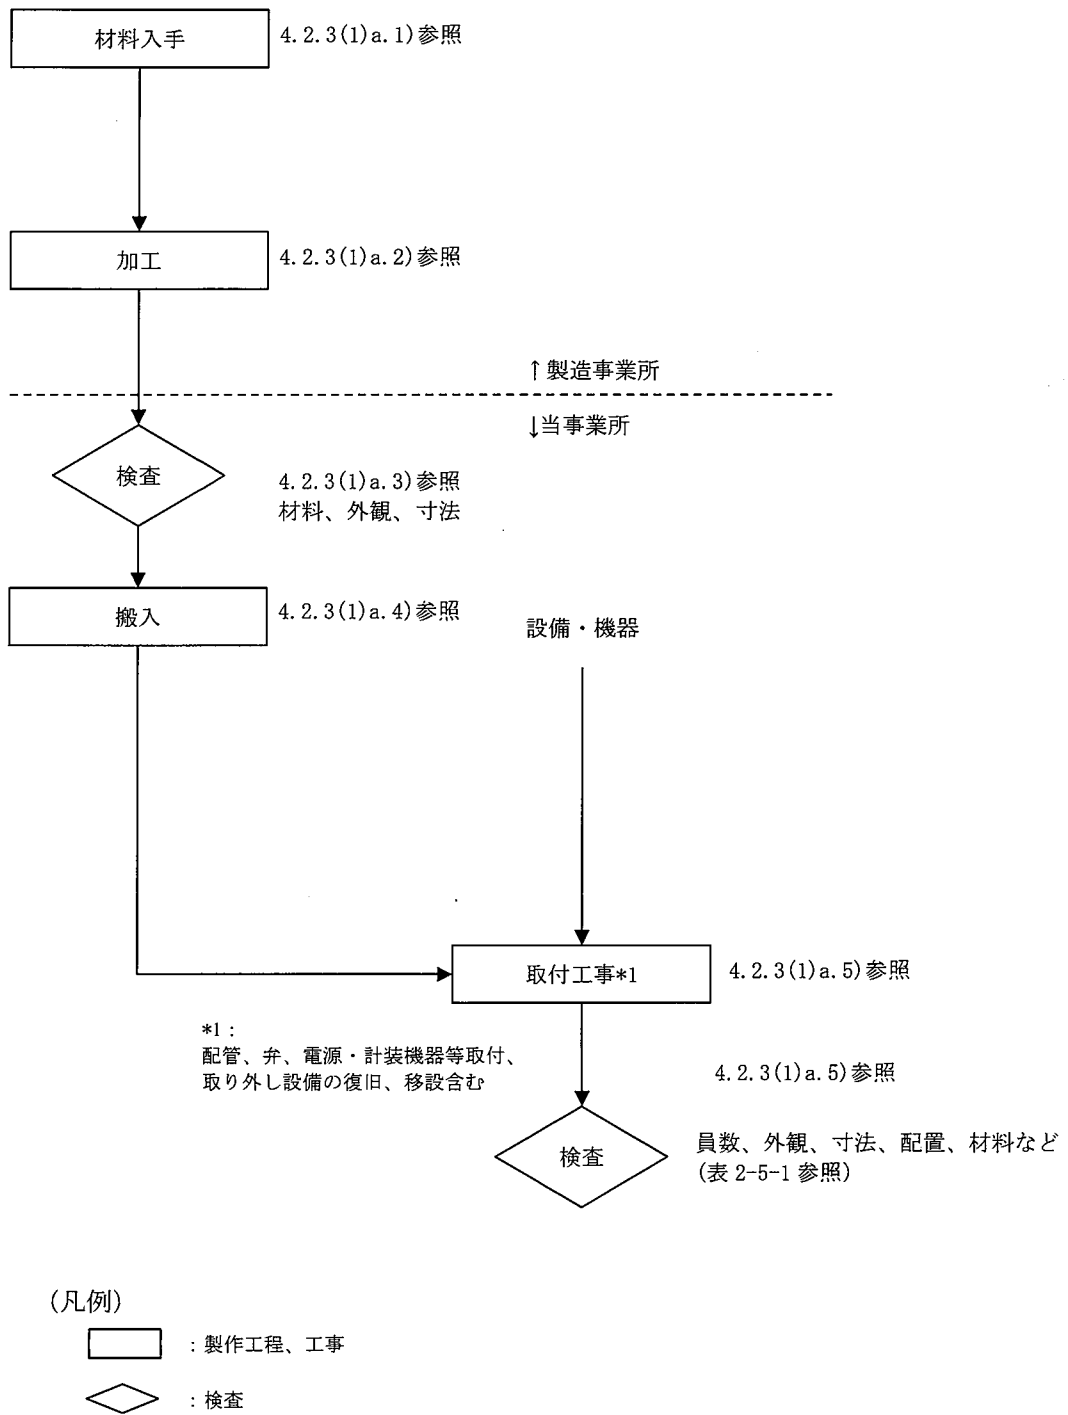 材料入手
4.2.3(1)a.1)参照
加工
4.2.3(1)a.2)参照
↑製造事業所
↓当事業所
検査
4.2.3(1)a.3)参照
材料、外観、寸法
搬入
4.2.3(1)a.4)参照
設備・機器
取付工事*1
4.2.3(1)a.5)参照
*1：
配管、弁、電源・計装機器等取付、
取り外し設備の復旧、移設含む
4.2.3(1)a.5)参照
検査
員数、外観、寸法、配置、材料など
(表 2-5-1 参照)
(凡例)
：製作工程、工事
：検査